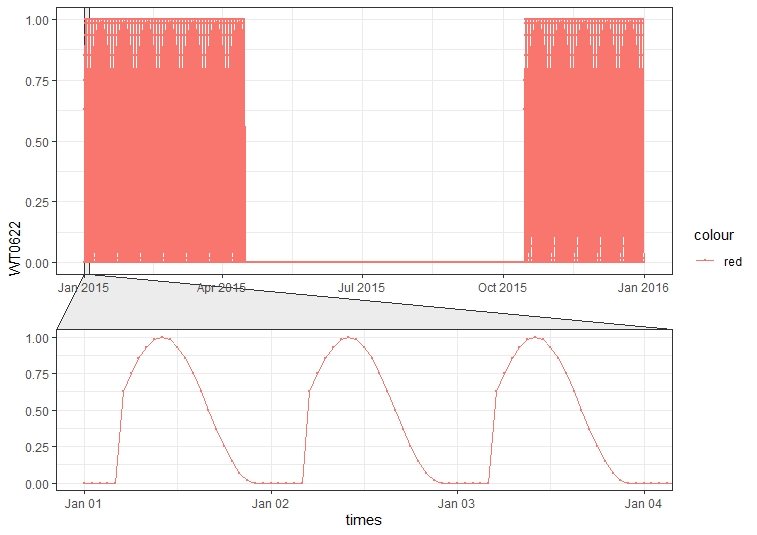 1.00
0.75
0.50
0.25
0.00
WT0622
Jan 2015
Apr 2015
Jul 2015
Oct 2015
Jan 2016
colour
red
1.00
0.75
0.50
0.25
0.00
Jan 01
Jan 02
Jan 03
Jan 04
times